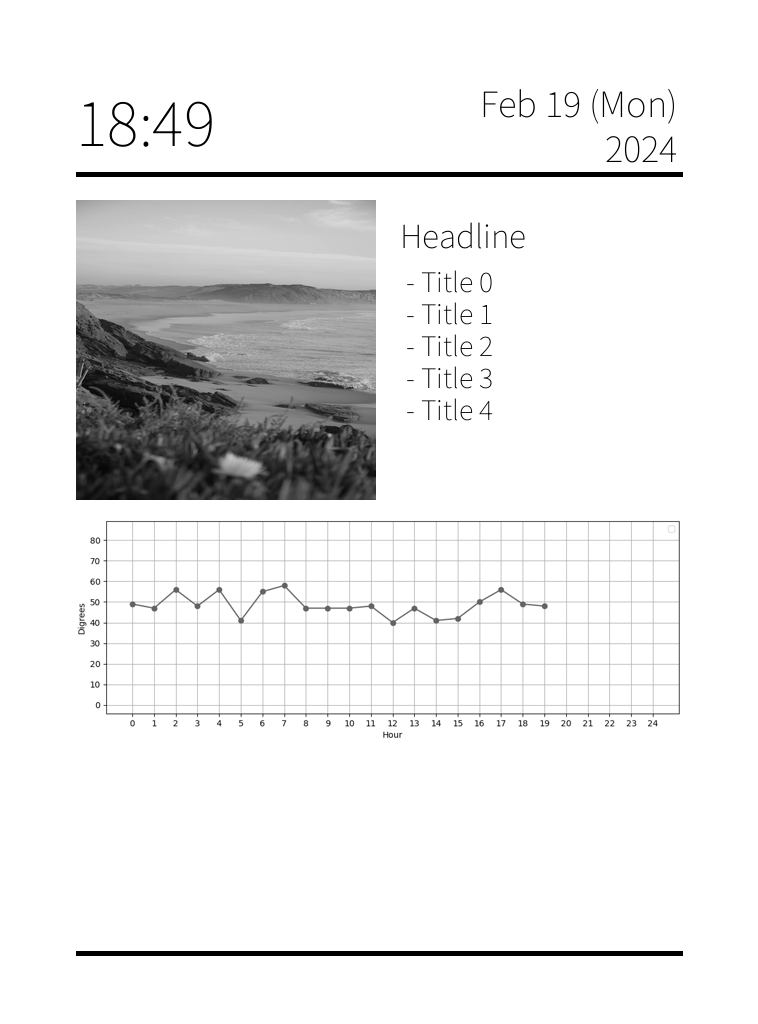 18:49
Feb 19 (Mon)
2024
Headline
- Title 0
- Title 1
- Title 2
- Title 3
- Title 4
80
70
60
50
40
30
20
10
0
Digrees
0 1 2 3 4 5 6 7 8 9 10 11 12 13 14 15 16 17 18 19 20 21 22 23 24
Hour